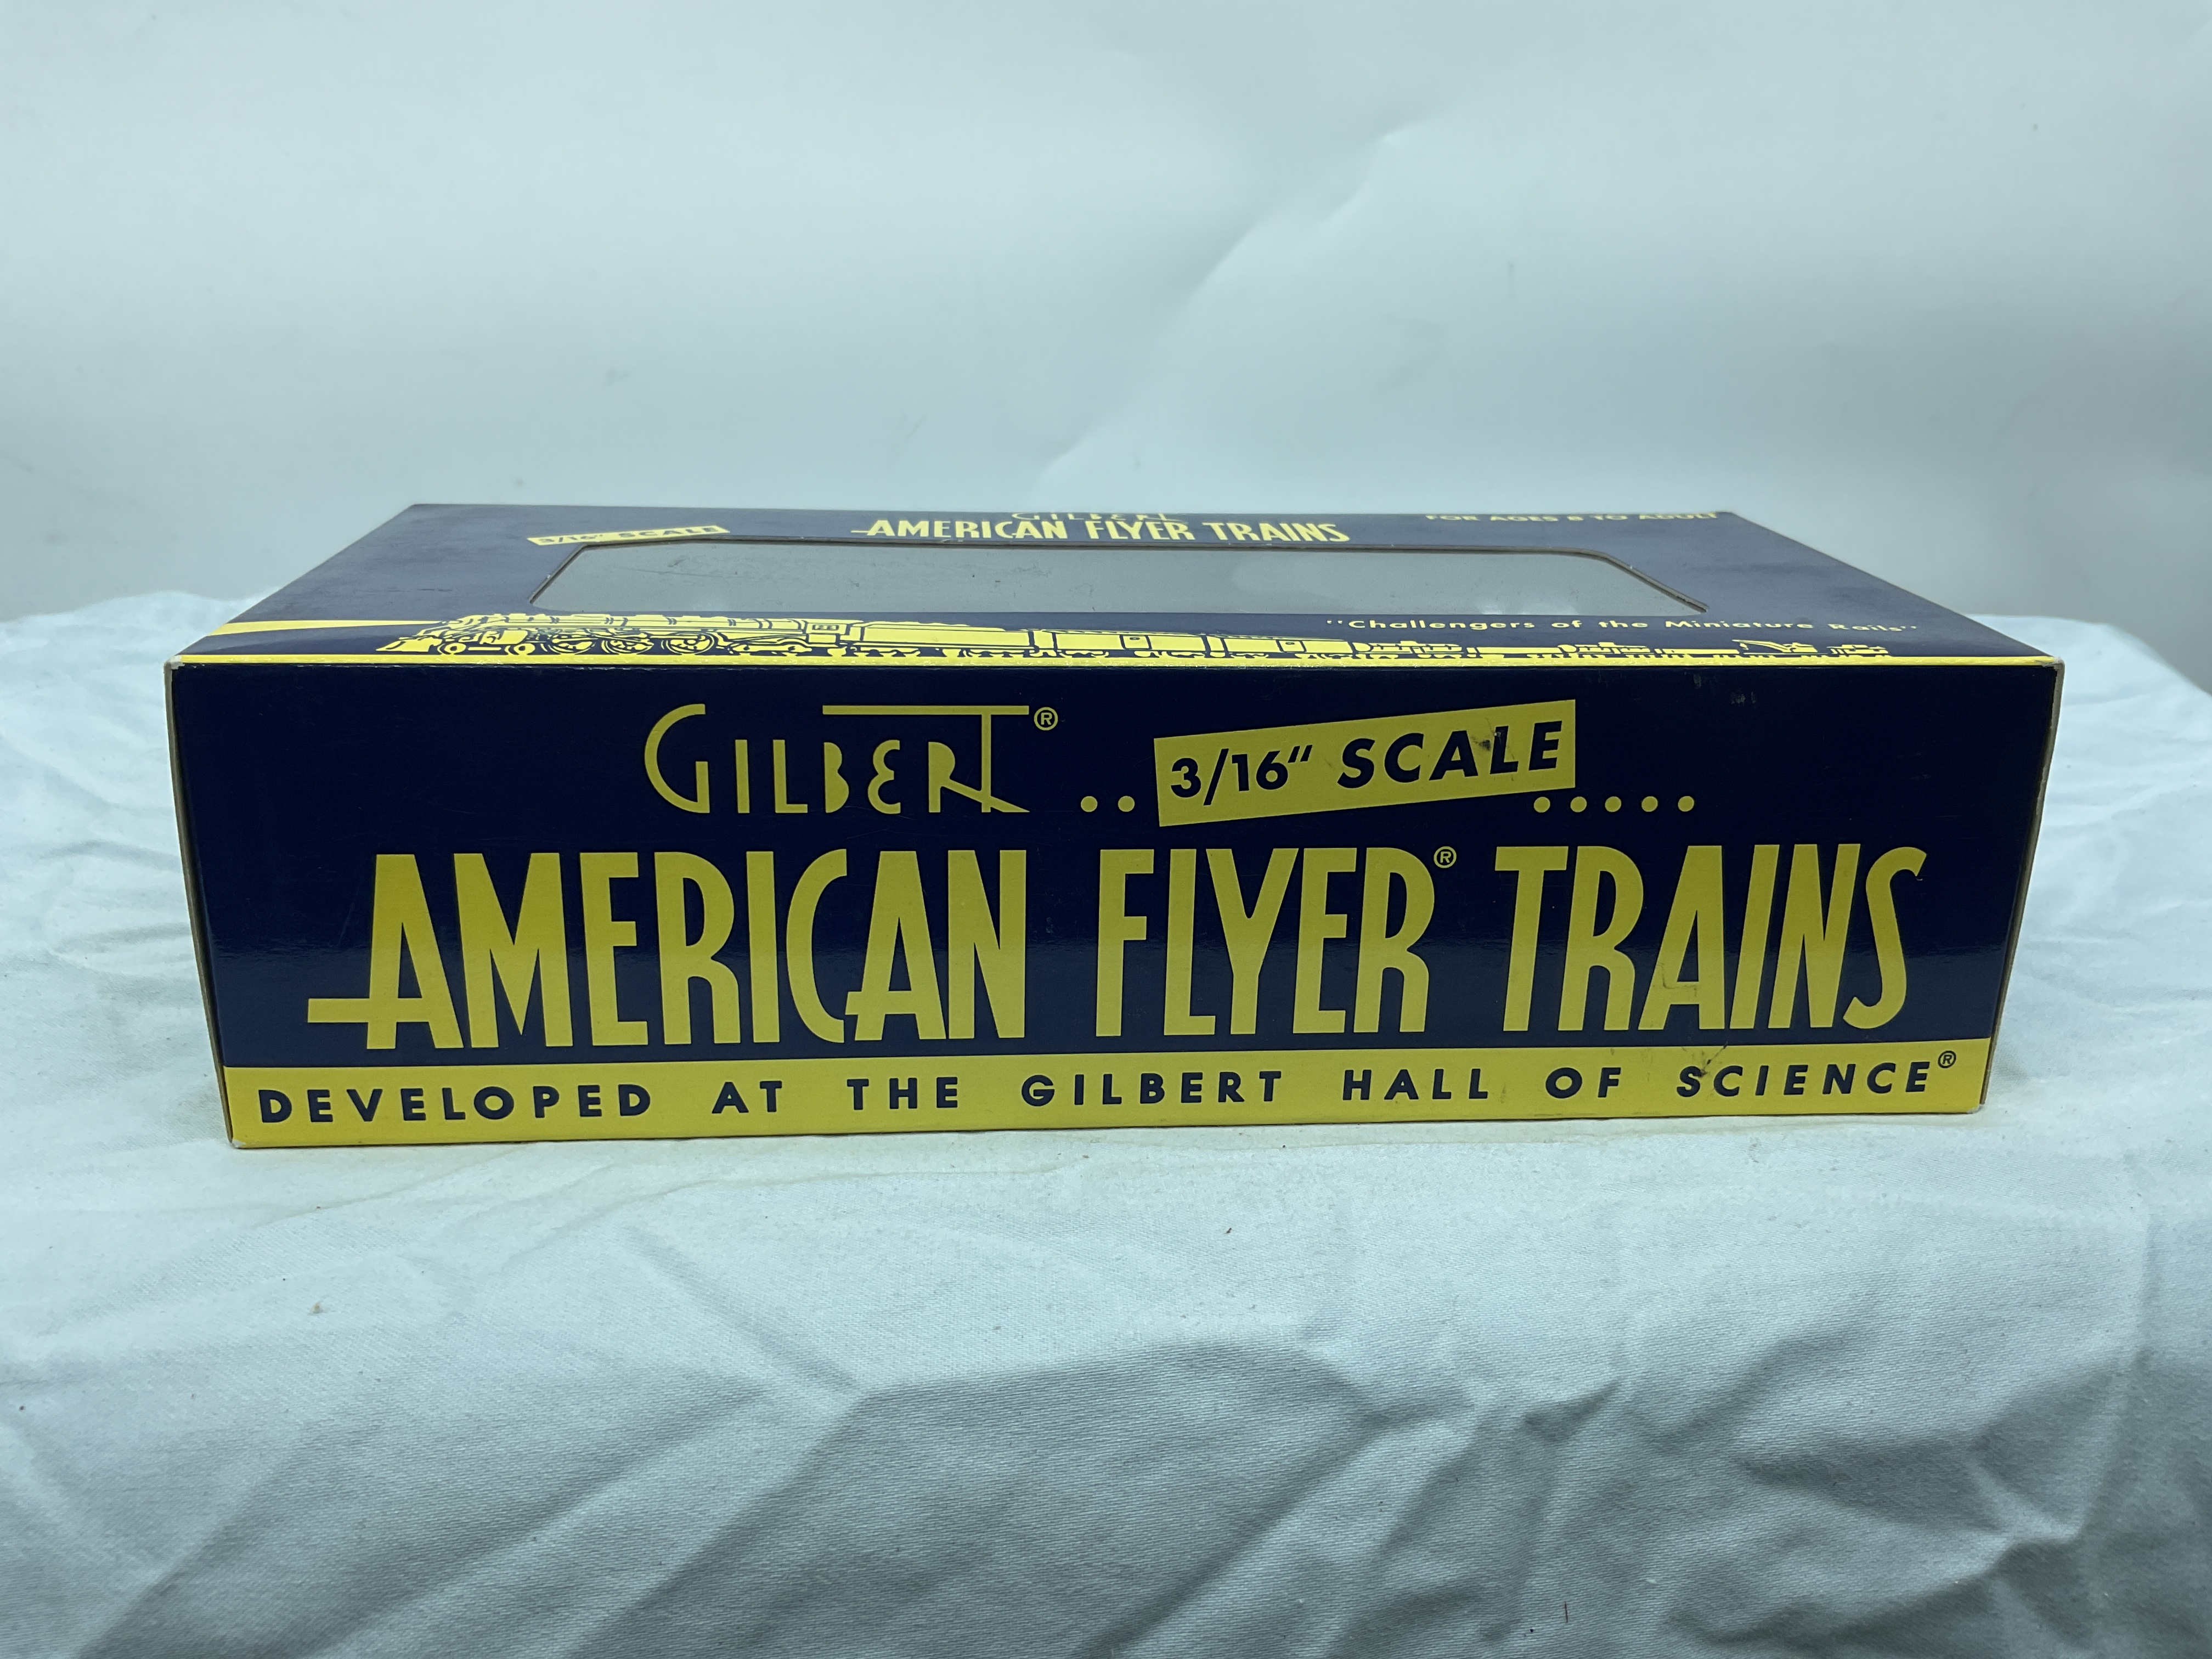 3/16" SCALE
GILBERT
AMERICAN FLYER TRAINS
FOR AGES 8 TO ADULT
"Challengers of the Miniature Rails"
GILBERT® .. 3/16" SCALE .....
AMERICAN FLYER® TRAINS
DEVELOPED AT THE GILBERT HALL OF SCIENCE®